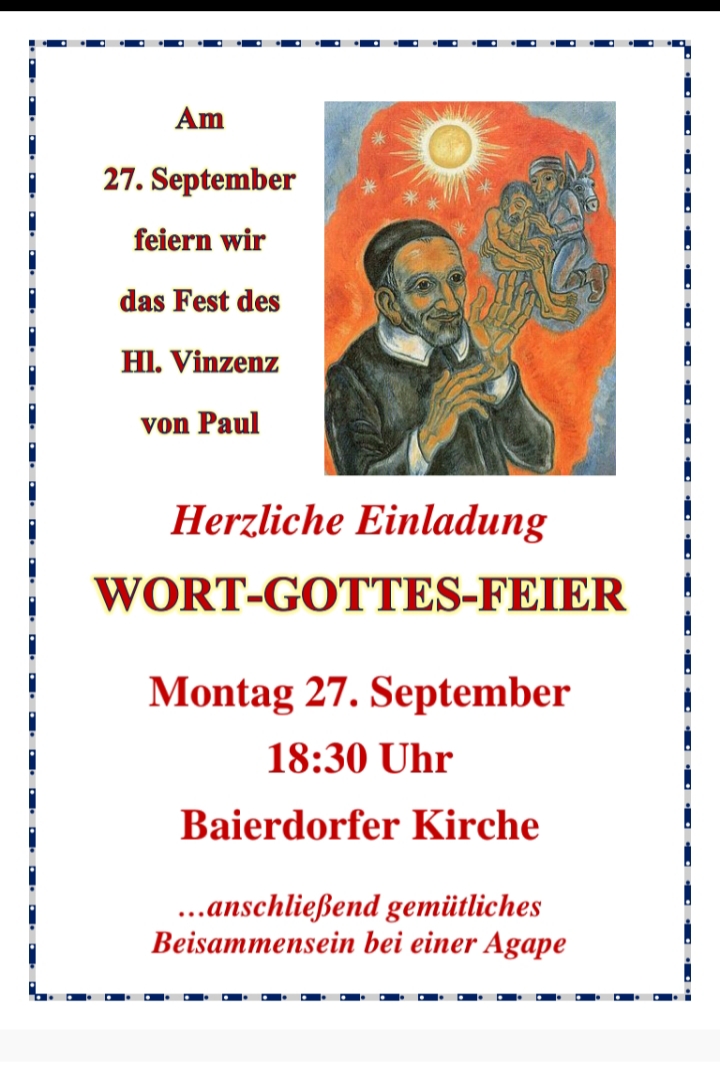 Am
27. September
feiern wir
das Fest des
Hl. Vinzenz
von Paul
Herzliche Einladung
WORT-GOTTES-FEIER
Montag 27. September
18:30 Uhr
Baierdorfer Kirche
…anschließend gemütliches
Beisammensein bei einer Agape